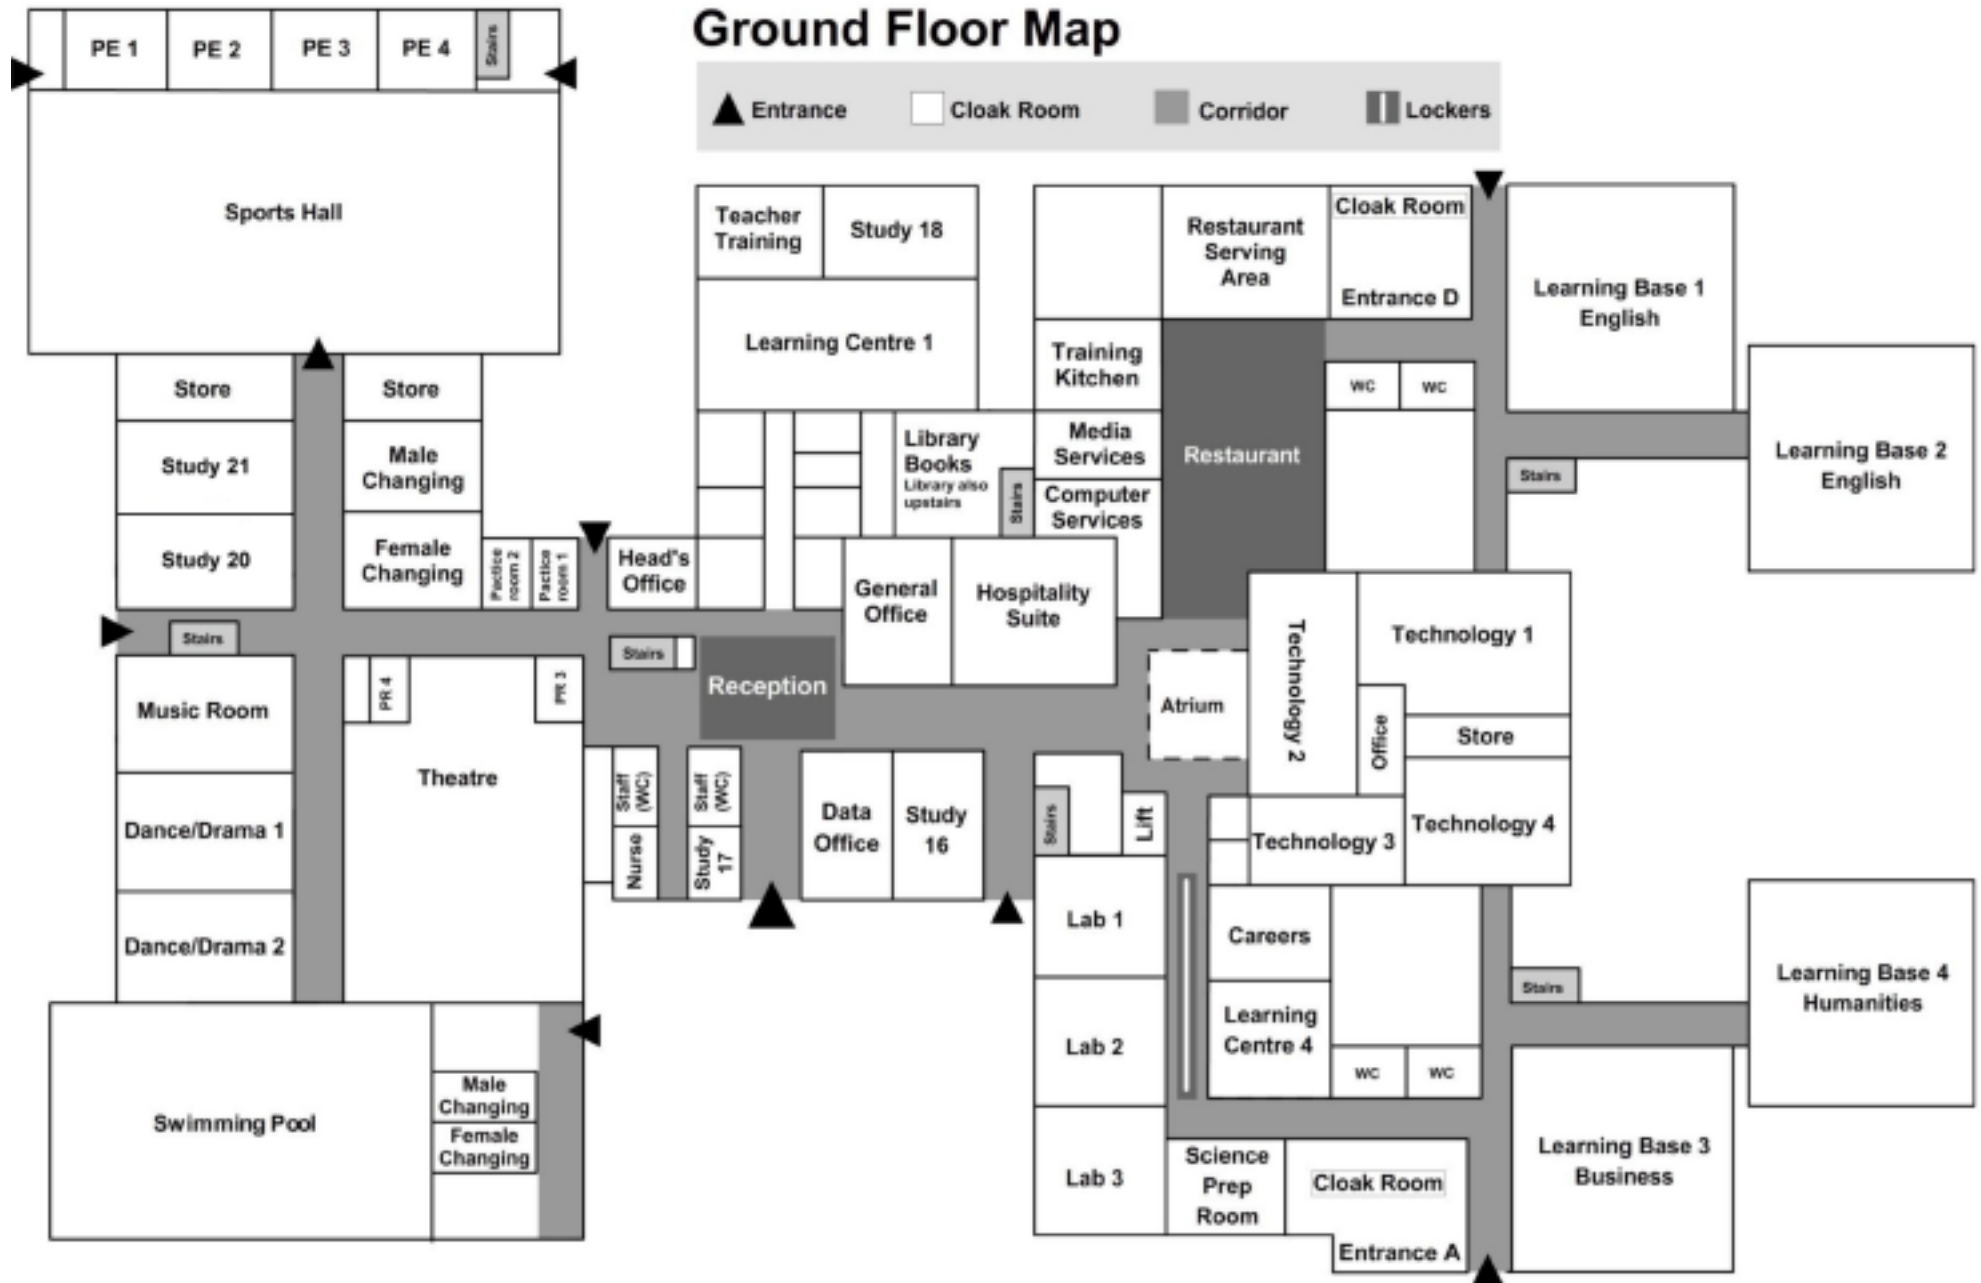 Ground Floor Map
Entrance
Cloak Room
Corridor
Lockers
PE 1
PE 2
PE 3
PE 4
Stairs
Sports Hall
Store
Study 21
Study 20
Store
Male
Changing
Female
Changing
Pactice
room 2
Pactice
room 1
Stairs
Music Room
Dance/Drama 1
Dance/Drama 2
PR 4
PR 3
Theatre
Swimming Pool
Male
Changing
Female
Changing
Teacher
Training
Study 18
Learning Centre 1
Library
Books
Library also
upstairs
Stairs
Head's
Office
General
Office
Hospitality
Suite
Stairs
Reception
Staff
(WC)
Nurse
Staff
(WC)
Study
17
Data
Office
Study
16
Restaurant
Serving
Area
Cloak Room
Entrance D
Training
Kitchen
Media
Services
Computer
Services
Restaurant
WC
WC
Learning Base 1
English
Learning Base 2
English
Stairs
Atrium
Technology 2
Technology 1
Office
Store
Technology 3
Technology 4
Stairs
Lift
Lab 1
Lab 2
Lab 3
Careers
Learning
Centre 4
WC
WC
Stairs
Learning Base 4
Humanities
Learning Base 3
Business
Science
Prep
Room
Cloak Room
Entrance A